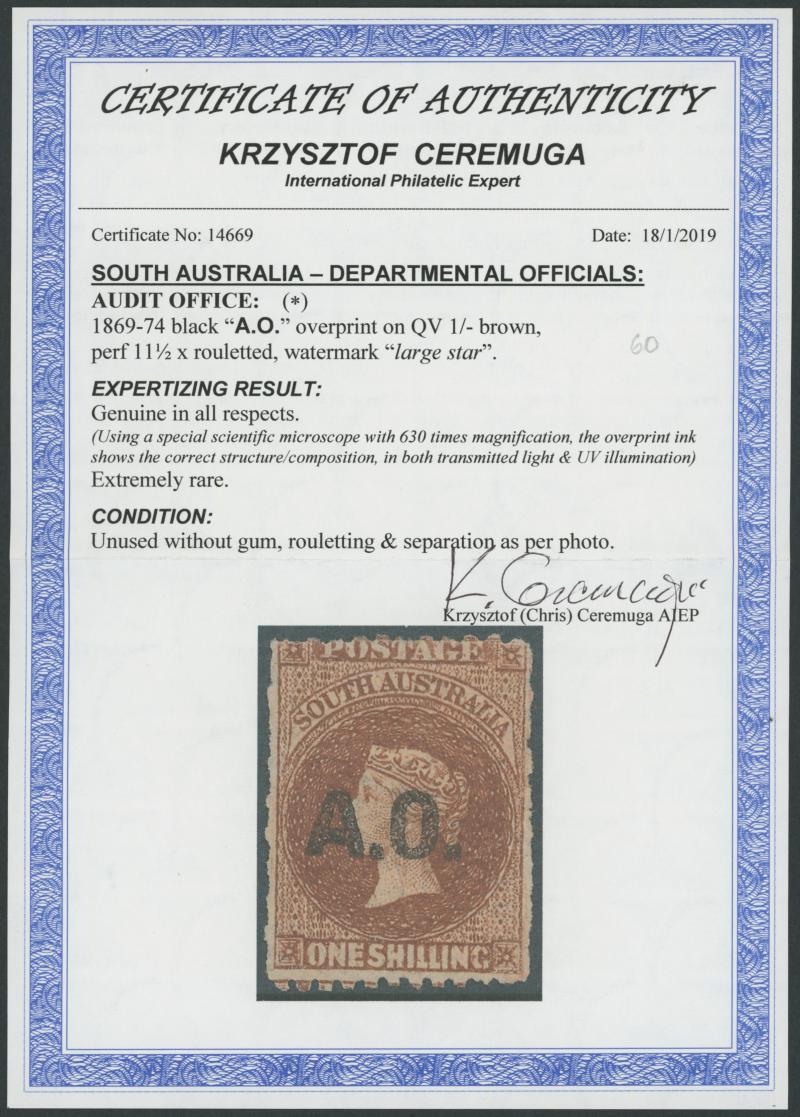 CERTIFICATE OF AUTHENTICITY
KRZYSZTOF CEREMUGA
International Philatelic Expert
Certificate No: 14669 Date: 18/1/2019
SOUTH AUSTRALIA – DEPARTMENTAL OFFICIALS:
AUDIT OFFICE: (*)
1869-74 black “A.O.” overprint on QV 1/- brown,
perf 11½ x rouletted, watermark “large star”.
60
EXPERTIZING RESULT:
Genuine in all respects.
(Using a special scientific microscope with 630 times magnification, the overprint ink
shows the correct structure/composition, in both transmitted light & UV illumination)
Extremely rare.
CONDITION:
Unused without gum, rouletting & separation as per photo.
K. Ceremuga
Krzysztof (Chris) Ceremuga AIEP
POSTAGE
SOUTH AUSTRALIA
A.O.
ONE SHILLING